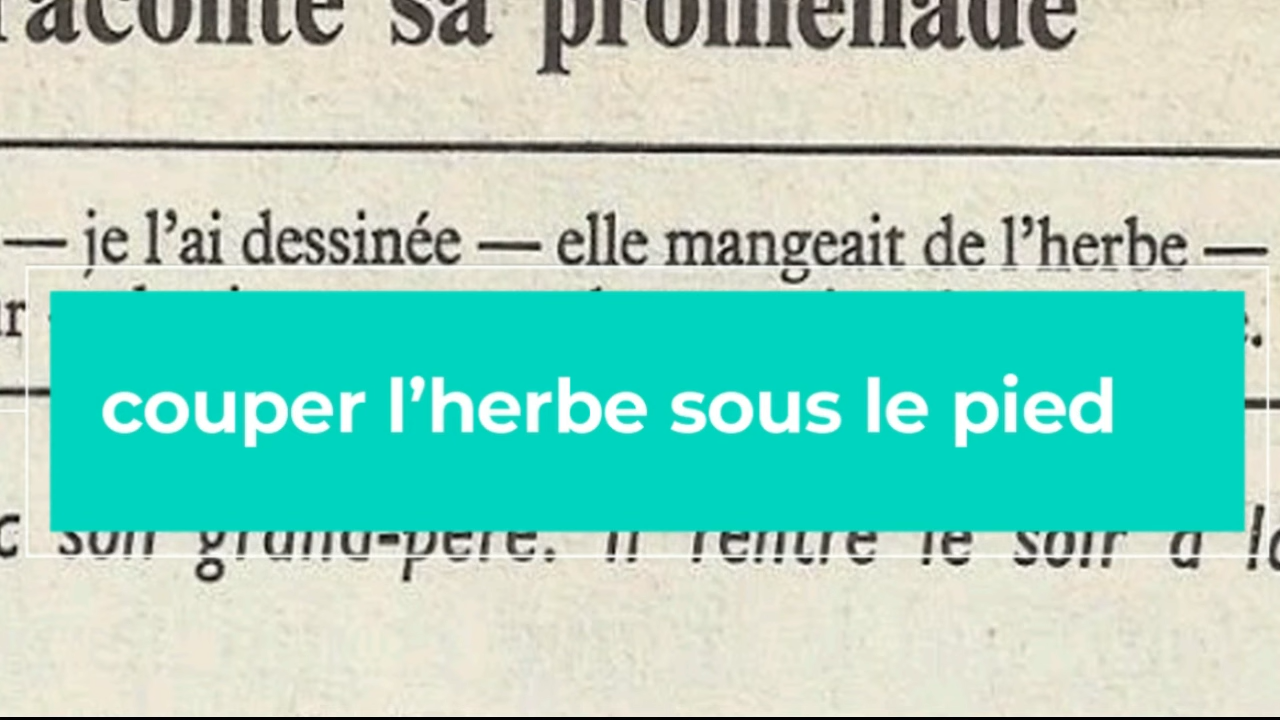 raconte sa promenade
— je l’ai dessinée — elle mangeait de l’herbe —
couper l’herbe sous le pied
son grand-père. Il rentre le soir à